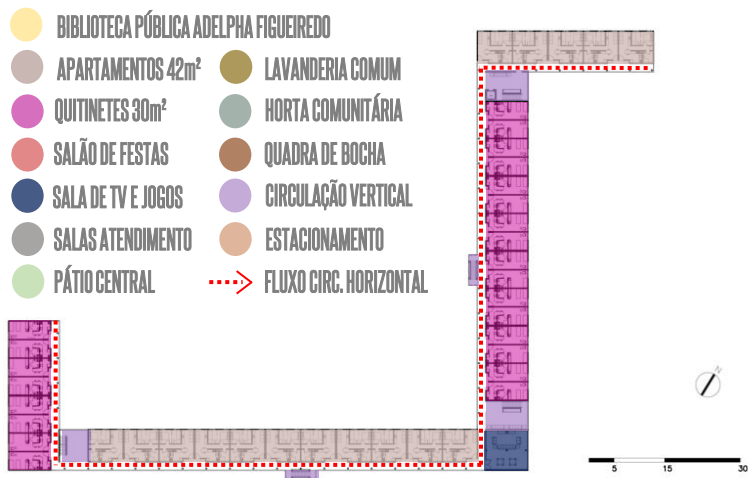 BIBLIOTECA PÚBLICA ADELPHA FIGUEIREDO
APARTAMENTOS 42m²
LAVANDERIA COMUM
QUITINETES 30m²
HORTA COMUNITÁRIA
SALÃO DE FESTAS
QUADRA DE BOCHA
SALA DE TV E JOGOS
CIRCULAÇÃO VERTICAL
SALAS ATENDIMENTO
ESTACIONAMENTO
PÁTIO CENTRAL
FLUXO CIRC. HORIZONTAL
N
5 15 30